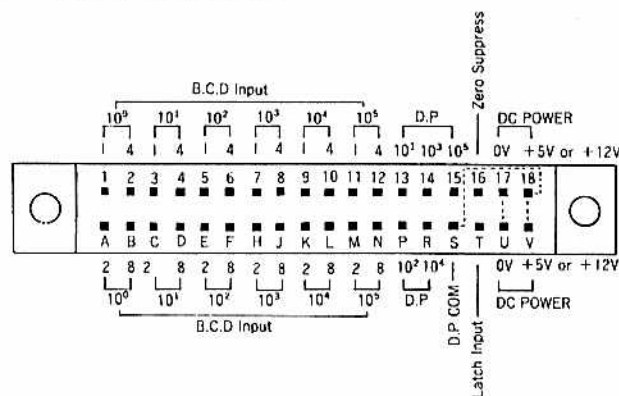 B.C.D Input
10⁰ 10¹ 10² 10³ 10⁴ 10⁵ D.P Zero Suppress DC POWER
1 4 1 4 1 4 1 4 1 4 1 4 10¹ 10³ 10⁵ 0V +5V or +12V
1 2 3 4 5 6 7 8 9 10 11 12 13 14 15 16 17 18
A B C D E F H J K L M N P R S T U V
2 8 2 8 2 8 2 8 2 8 2 8 10² 10⁴ 0V +5V or +12V
10⁰ 10¹ 10² 10³ 10⁴ 10⁵ D.P D.P COM Latch Input DC POWER
B.C.D Input